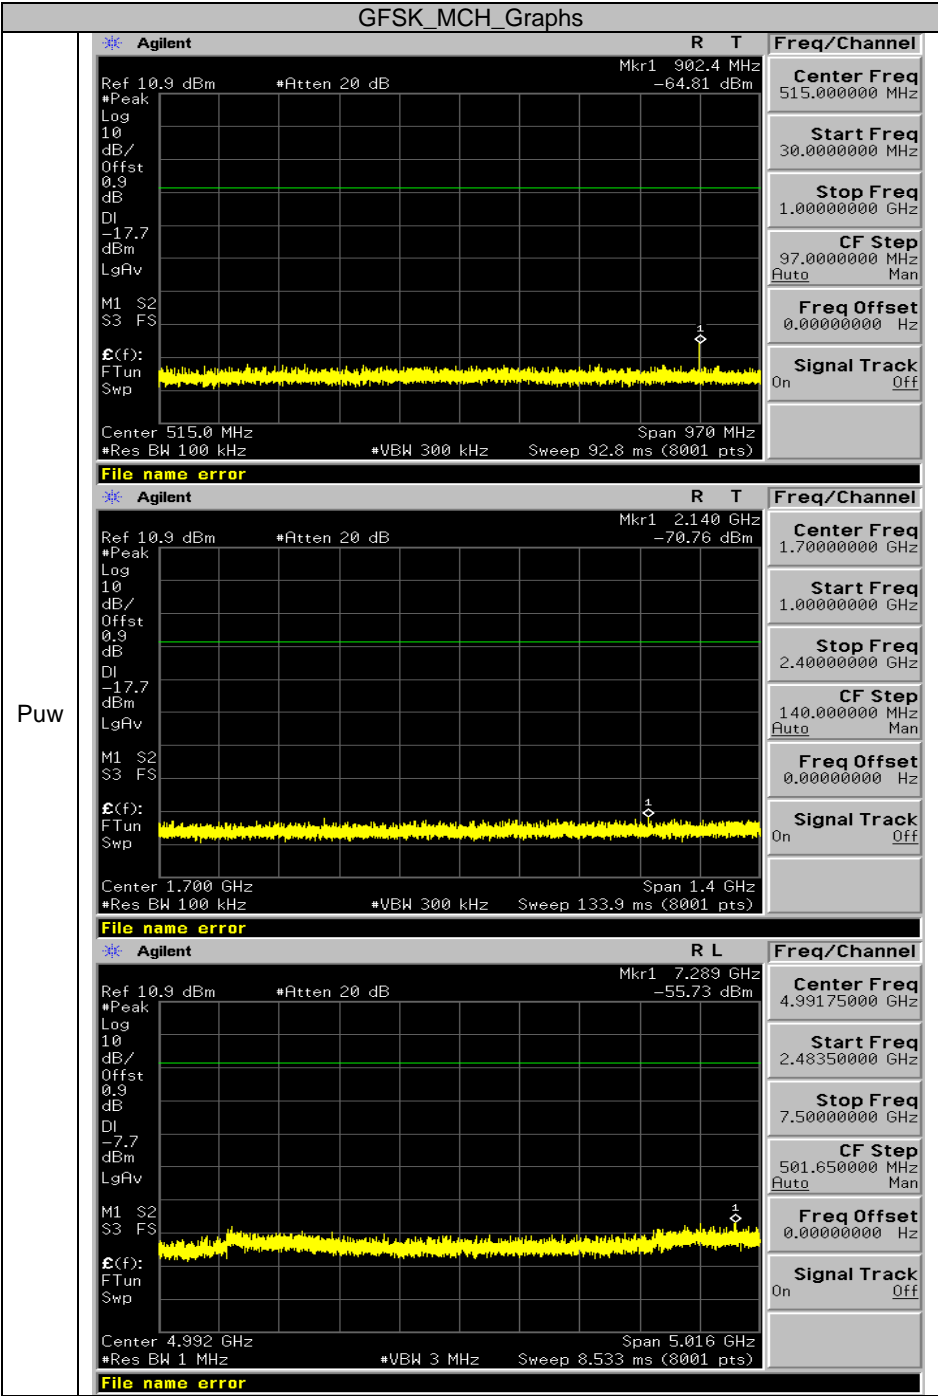 GFSK_MCH_Graphs
Puw
Agilent R T Freq/Channel
Mkr1 902.4 MHz
Ref 10.9 dBm #Atten 20 dB -64.81 dBm
#Peak
Log
10
dB/
Offst
0.9
dB
DI
-17.7
dBm
LgAv
M1 S2
S3 FS
£(f):
FTun
Swp
1
Center 515.0 MHz Span 970 MHz
#Res BW 100 kHz #VBW 300 kHz Sweep 92.8 ms (8001 pts)
File name error
Center Freq
515.000000 MHz
Start Freq
30.0000000 MHz
Stop Freq
1.00000000 GHz
CF Step
97.0000000 MHz
Auto Man
Freq Offset
0.00000000 Hz
Signal Track
On Off
Agilent R T Freq/Channel
Mkr1 2.140 GHz
Ref 10.9 dBm #Atten 20 dB -70.76 dBm
#Peak
Log
10
dB/
Offst
0.9
dB
DI
-17.7
dBm
LgAv
M1 S2
S3 FS
£(f):
FTun
Swp
1
Center 1.700 GHz Span 1.4 GHz
#Res BW 100 kHz #VBW 300 kHz Sweep 133.9 ms (8001 pts)
File name error
Center Freq
1.70000000 GHz
Start Freq
1.00000000 GHz
Stop Freq
2.40000000 GHz
CF Step
140.000000 MHz
Auto Man
Freq Offset
0.00000000 Hz
Signal Track
On Off
Agilent R L Freq/Channel
Mkr1 7.289 GHz
Ref 10.9 dBm #Atten 20 dB -55.73 dBm
#Peak
Log
10
dB/
Offst
0.9
dB
DI
-7.7
dBm
LgAv
M1 S2
S3 FS
£(f):
FTun
Swp
1
Center 4.992 GHz Span 5.016 GHz
#Res BW 1 MHz #VBW 3 MHz Sweep 8.533 ms (8001 pts)
File name error
Center Freq
4.99175000 GHz
Start Freq
2.48350000 GHz
Stop Freq
7.50000000 GHz
CF Step
501.650000 MHz
Auto Man
Freq Offset
0.00000000 Hz
Signal Track
On Off